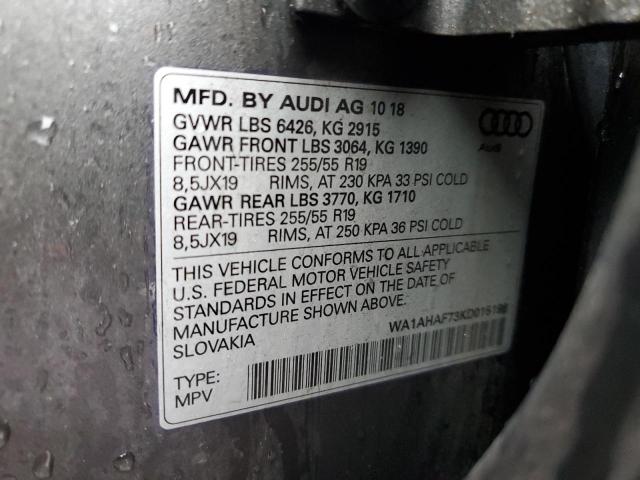 MFD. BY AUDI AG 10 18
GVWR LBS 6426, KG 2915
GAWR FRONT LBS 3064, KG 1390
FRONT-TIRES 255/55 R19
8,5JX19 RIMS, AT 230 KPA 33 PSI COLD
GAWR REAR LBS 3770, KG 1710
REAR-TIRES 255/55 R19
8,5JX19 RIMS, AT 250 KPA 36 PSI COLD
Audi
THIS VEHICLE CONFORMS TO ALL APPLICABLE
U.S. FEDERAL MOTOR VEHICLE SAFETY
STANDARDS IN EFFECT ON THE DATE OF
MANUFACTURE SHOWN ABOVE.
SLOVAKIA
TYPE:
MPV